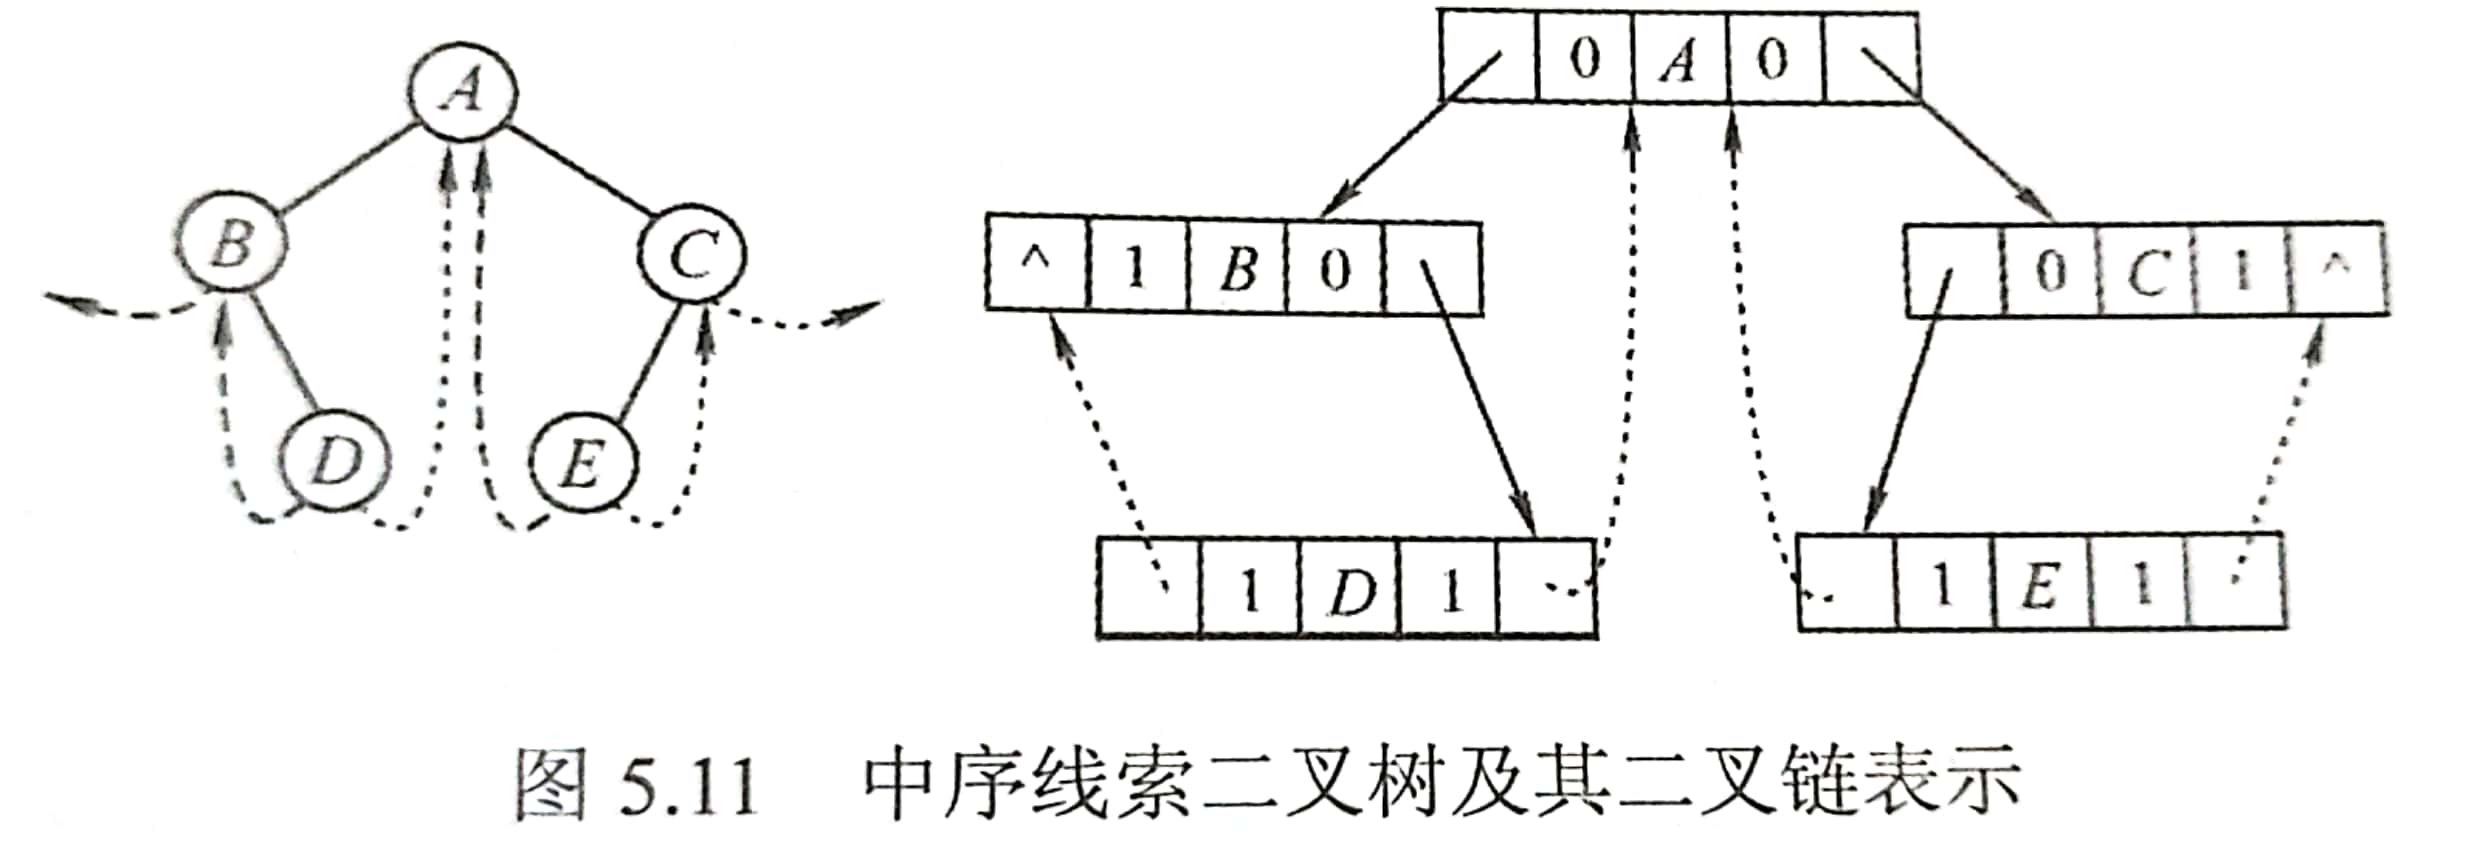 A
0 A 0
B
C
^ 1 B 0
0 C 1 ^
D
E
1 D 1
1 E 1
图 5.11 中序线索二叉树及其二叉链表示